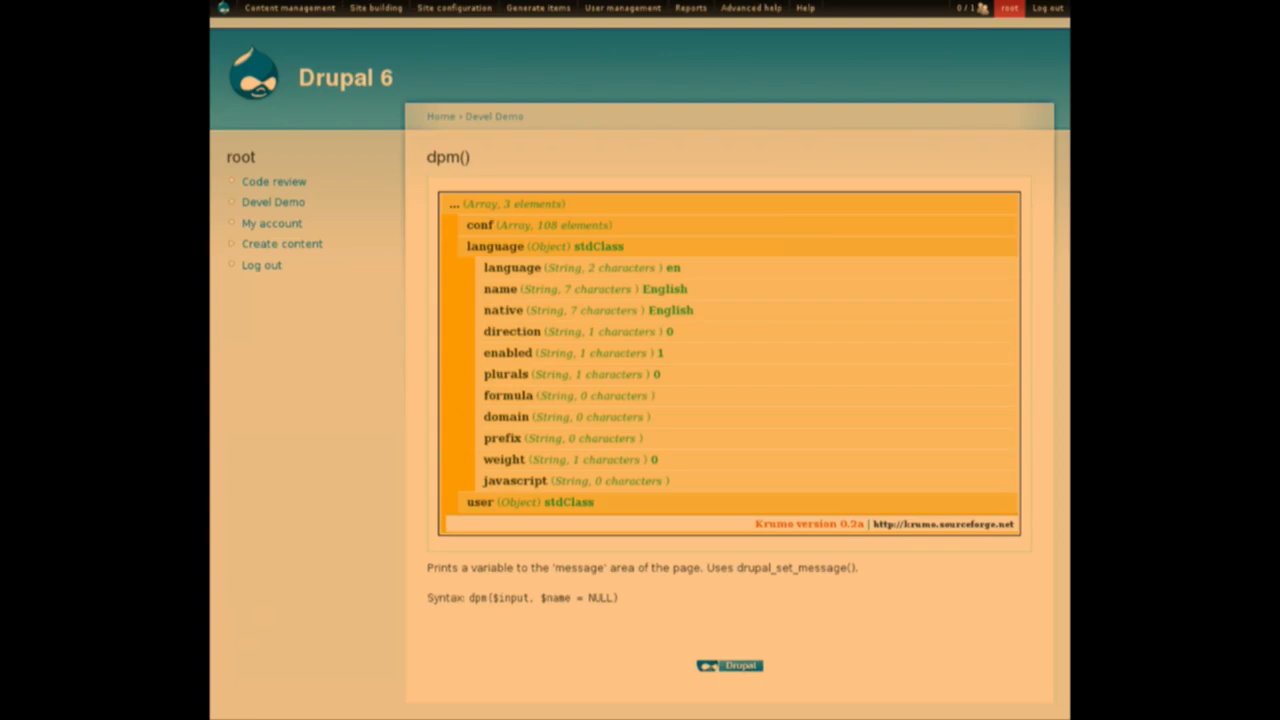 Content management Site building Site configuration Generate items User management Reports Advanced help Help 0 / 1 root Log out
Drupal 6
Home › Devel Demo
root
Code review
Devel Demo
My account
Create content
Log out
dpm()
... (Array, 3 elements)
conf (Array, 108 elements)
language (Object) stdClass
language (String, 2 characters ) en
name (String, 7 characters ) English
native (String, 7 characters ) English
direction (String, 1 characters ) 0
enabled (String, 1 characters ) 1
plurals (String, 1 characters ) 0
formula (String, 0 characters )
domain (String, 0 characters )
prefix (String, 0 characters )
weight (String, 1 characters ) 0
javascript (String, 0 characters )
user (Object) stdClass
Krumo version 0.2a | http://krumo.sourceforge.net
Prints a variable to the 'message' area of the page. Uses drupal_set_message().
Syntax: dpm($input, $name = NULL)
Drupal